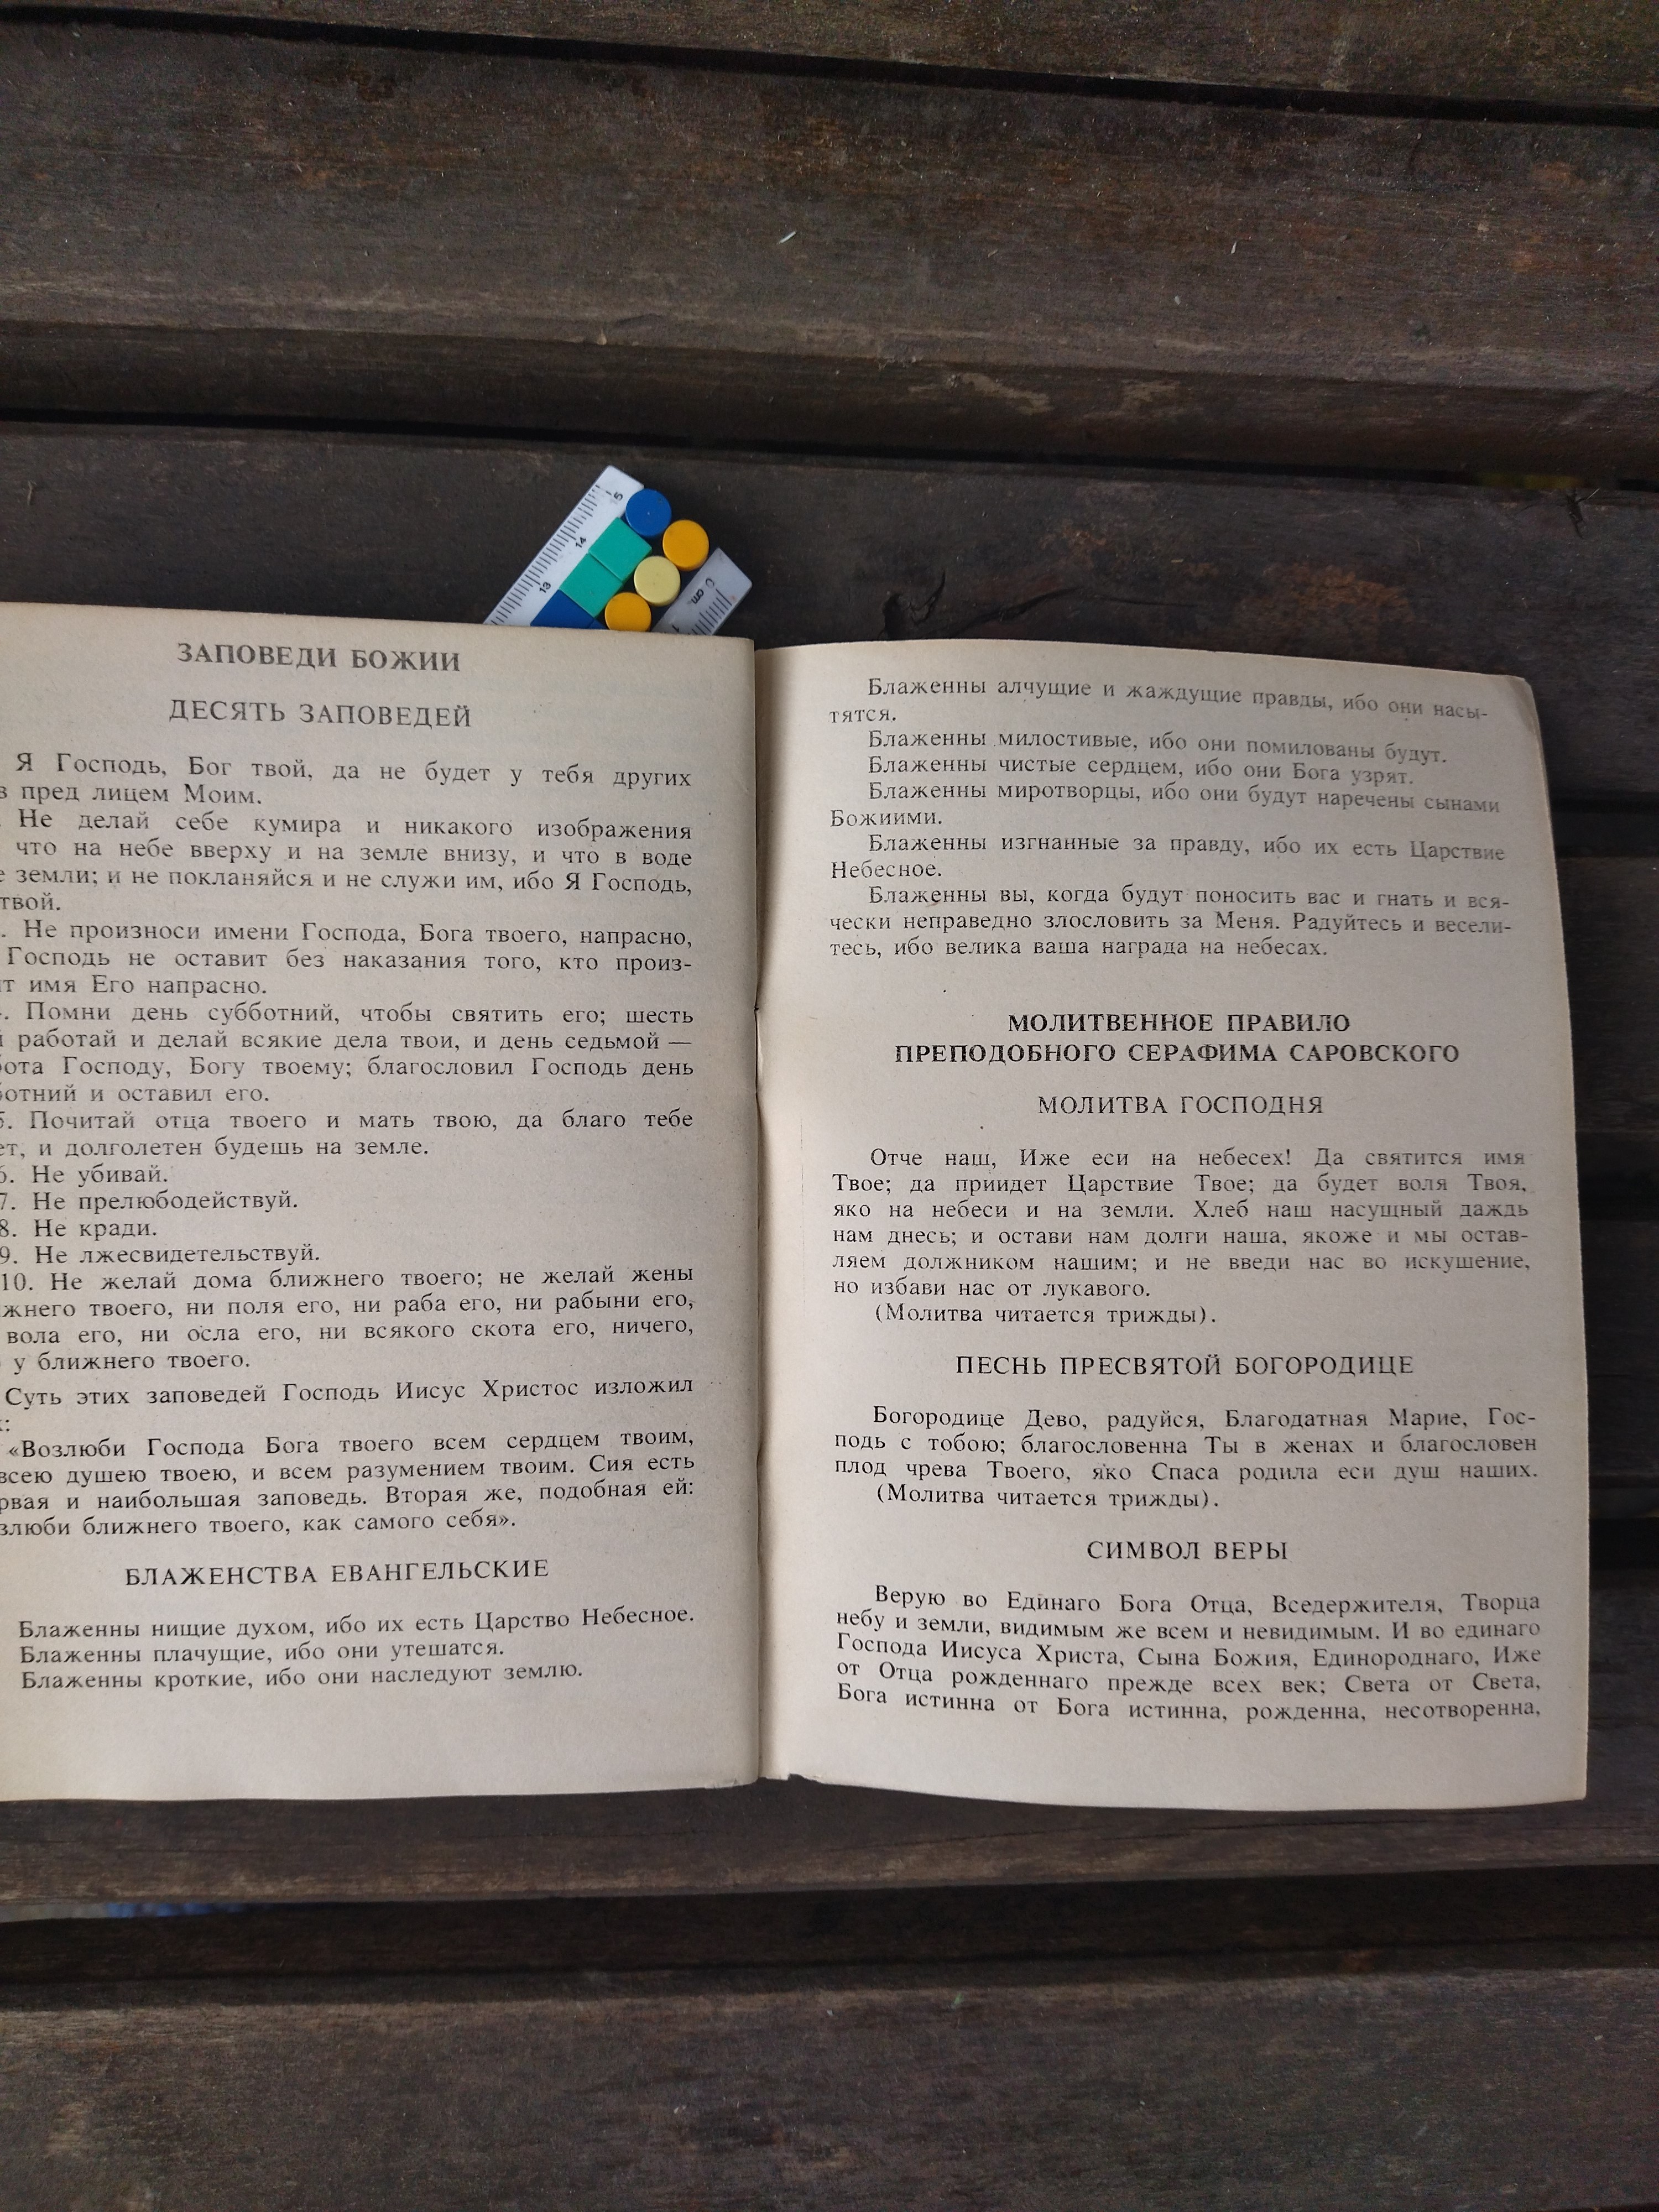 15
14
13
0 cm
1
ЗАПОВЕДИ БОЖИИ
ДЕСЯТЬ ЗАПОВЕДЕЙ
Я Господь, Бог твой, да не будет у тебя других
пред лицем Моим.
Не делай себе кумира и никакого изображения
что на небе вверху и на земле внизу, и что в воде
земли; и не покланяйся и не служи им, ибо Я Господь,
твой.
. Не произноси имени Господа, Бога твоего, напрасно,
Господь не оставит без наказания того, кто произ-
имя Его напрасно.
. Помни день субботний, чтобы святить его; шесть
работай и делай всякие дела твои, и день седьмой —
Господу, Богу твоему; благословил Господь день
и оставил его.
5. Почитай отца твоего и мать твою, да благо тебе
и долголетен будешь на земле.
6. Не убивай.
7. Не прелюбодействуй.
8. Не кради.
9. Не лжесвидетельствуй.
10. Не желай дома ближнего твоего; не желай жены
твоего, ни поля его, ни раба его, ни рабыни его,
вола его, ни осла его, ни всякого скота его, ничего,
у ближнего твоего.
Суть этих заповедей Господь Иисус Христос изложил
«Возлюби Господа Бога твоего всем сердцем твоим,
всею душею твоею, и всем разумением твоим. Сия есть
и наибольшая заповедь. Вторая же, подобная ей:
ближнего твоего, как самого себя».
БЛАЖЕНСТВА ЕВАНГЕЛЬСКИЕ
Блаженны нищие духом, ибо их есть Царство Небесное.
Блаженны плачущие, ибо они утешатся.
Блаженны кроткие, ибо они наследуют землю.
Блаженны алчущие и жаждущие правды, ибо они насы-
тятся.
Блаженны милостивые, ибо они помилованы будут.
Блаженны чистые сердцем, ибо они Бога узрят.
Блаженны миротворцы, ибо они будут наречены сынами
Божиими.
Блаженны изгнанные за правду, ибо их есть Царствие
Небесное.
Блаженны вы, когда будут поносить вас и гнать и вся-
чески неправедно злословить за Меня. Радуйтесь и весели-
тесь, ибо велика ваша награда на небесах.
МОЛИТВЕННОЕ ПРАВИЛО
ПРЕПОДОБНОГО СЕРАФИМА САРОВСКОГО
МОЛИТВА ГОСПОДНЯ
Отче наш, Иже еси на небесех! Да святится имя
Твое; да приидет Царствие Твое; да будет воля Твоя,
яко на небеси и на земли. Хлеб наш насущный даждь
нам днесь; и остави нам долги наша, якоже и мы остав-
ляем должником нашим; и не введи нас во искушение,
но избави нас от лукавого.
(Молитва читается трижды).
ПЕСНЬ ПРЕСВЯТОЙ БОГОРОДИЦЕ
Богородице Дево, радуйся, Благодатная Марие, Гос-
подь с тобою; благословенна Ты в женах и благословен
плод чрева Твоего, яко Спаса родила еси душ наших.
(Молитва читается трижды).
СИМВОЛ ВЕРЫ
Верую во Единаго Бога Отца, Вседержителя, Творца
небу и земли, видимым же всем и невидимым. И во единаго
Господа Иисуса Христа, Сына Божия, Единороднаго, Иже
от Отца рожденнаго прежде всех век; Света от Света,
Бога истинна от Бога истинна, рожденна, несотворенна,